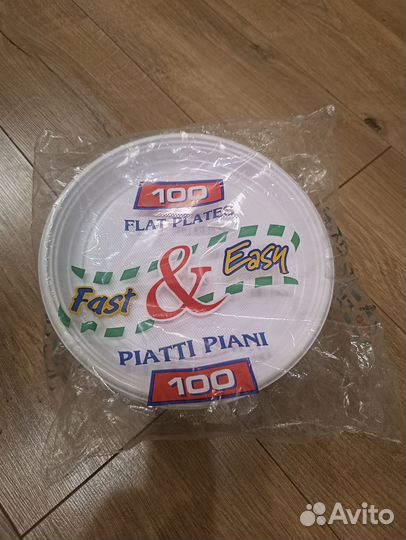 100
FLAT PLATES
Fast & Easy
PIATTI PIANI
100
Avito